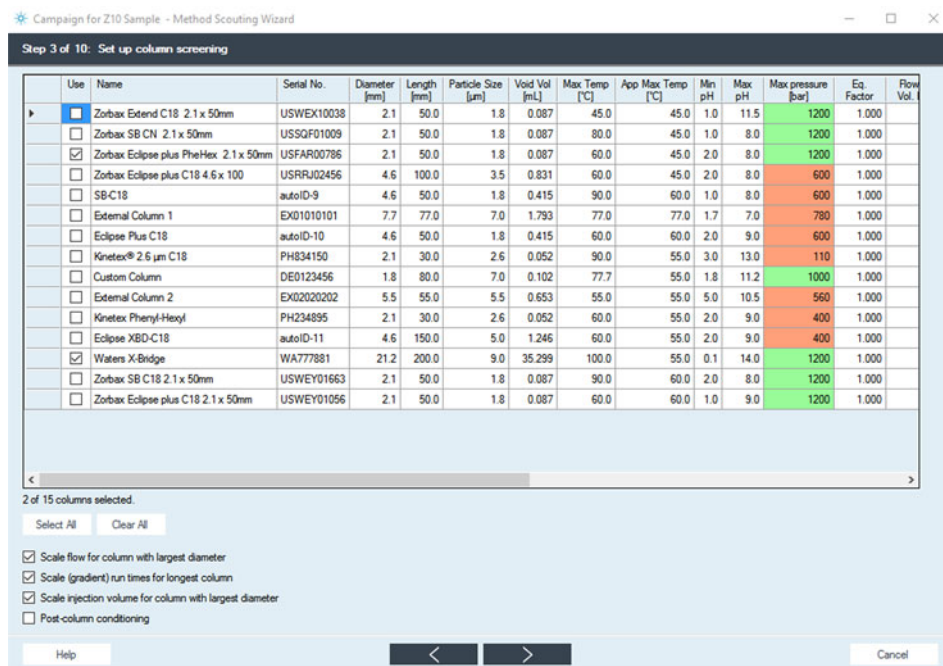 Campaign for Z10 Sample - Method Scouting Wizard
Step 3 of 10: Set up column screening
Use Name Serial No. Diameter [mm] Length [mm] Particle Size [µm] Void Vol [mL] Max Temp [°C] App Max Temp [°C] Min pH Max pH Max pressure [bar] Eq. Factor Flow Vol.
Zorbax Extend C18 2.1 x 50mm USWEX10038 2.1 50.0 1.8 0.087 45.0 45.0 1.0 11.5 1200 1.000
Zorbax SB CN 2.1 x 50mm USSQF01009 2.1 50.0 1.8 0.087 80.0 45.0 1.0 8.0 1200 1.000
Zorbax Eclipse plus PheHex 2.1 x 50mm USFAR00786 2.1 50.0 1.8 0.087 60.0 45.0 2.0 8.0 1200 1.000
Zorbax Eclipse plus C18 4.6 x 100 USRRJ02456 4.6 100.0 3.5 0.831 60.0 45.0 2.0 8.0 600 1.000
SB-C18 autoID-9 4.6 50.0 1.8 0.415 90.0 60.0 1.0 8.0 600 1.000
External Column 1 EX01010101 7.7 77.0 7.0 1.793 77.0 77.0 1.7 7.0 780 1.000
Eclipse Plus C18 autoID-10 4.6 50.0 1.8 0.415 60.0 60.0 2.0 9.0 600 1.000
Kinetex® 2.6 µm C18 PH834150 2.1 30.0 2.6 0.052 90.0 55.0 3.0 13.0 110 1.000
Custom Column DE0123456 1.8 80.0 7.0 0.102 77.7 55.0 1.8 11.2 1000 1.000
External Column 2 EX02020202 5.5 55.0 5.5 0.653 55.0 55.0 5.0 10.5 560 1.000
Kinetex Phenyl-Hexyl PH234895 2.1 30.0 2.6 0.052 60.0 55.0 2.0 9.0 400 1.000
Eclipse XBD-C18 autoID-11 4.6 150.0 5.0 1.246 60.0 55.0 2.0 9.0 400 1.000
Waters X-Bridge WA777881 21.2 200.0 9.0 35.299 100.0 55.0 0.1 14.0 1200 1.000
Zorbax SB C18 2.1 x 50mm USWEY01663 2.1 50.0 1.8 0.087 90.0 60.0 2.0 8.0 1200 1.000
Zorbax Eclipse plus C18 2.1 x 50mm USWEY01056 2.1 50.0 1.8 0.087 60.0 60.0 1.0 9.0 1200 1.000
2 of 15 columns selected.
Select All Clear All
Scale flow for column with largest diameter
Scale (gradient) run times for longest column
Scale injection volume for column with largest diameter
Post-column conditioning
Help Cancel